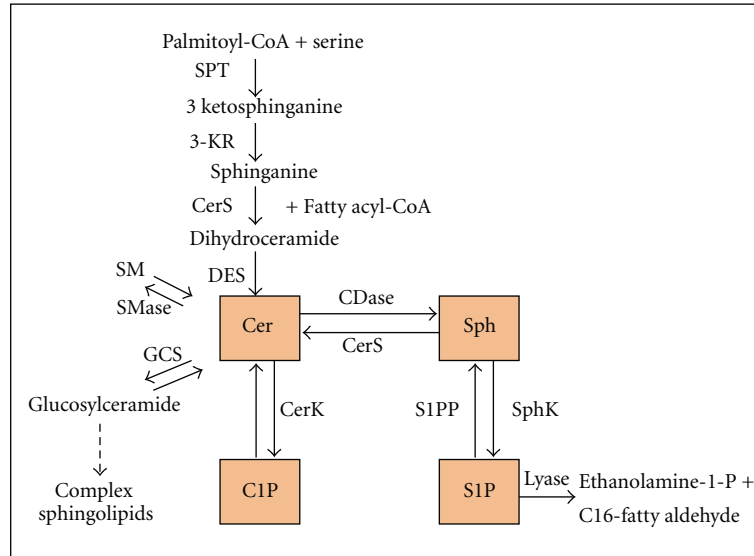 Palmitoyl-CoA + serine
SPT
3 ketosphinganine
3-KR
Sphinganine
CerS
+ Fatty acyl-CoA
Dihydroceramide
DES
SM
SMase
Cer
CDase
CerS
Sph
GCS
Glucosylceramide
CerK
S1PP
SphK
Complex
sphingolipids
C1P
S1P
Lyase
Ethanolamine-1-P +
C16-fatty aldehyde